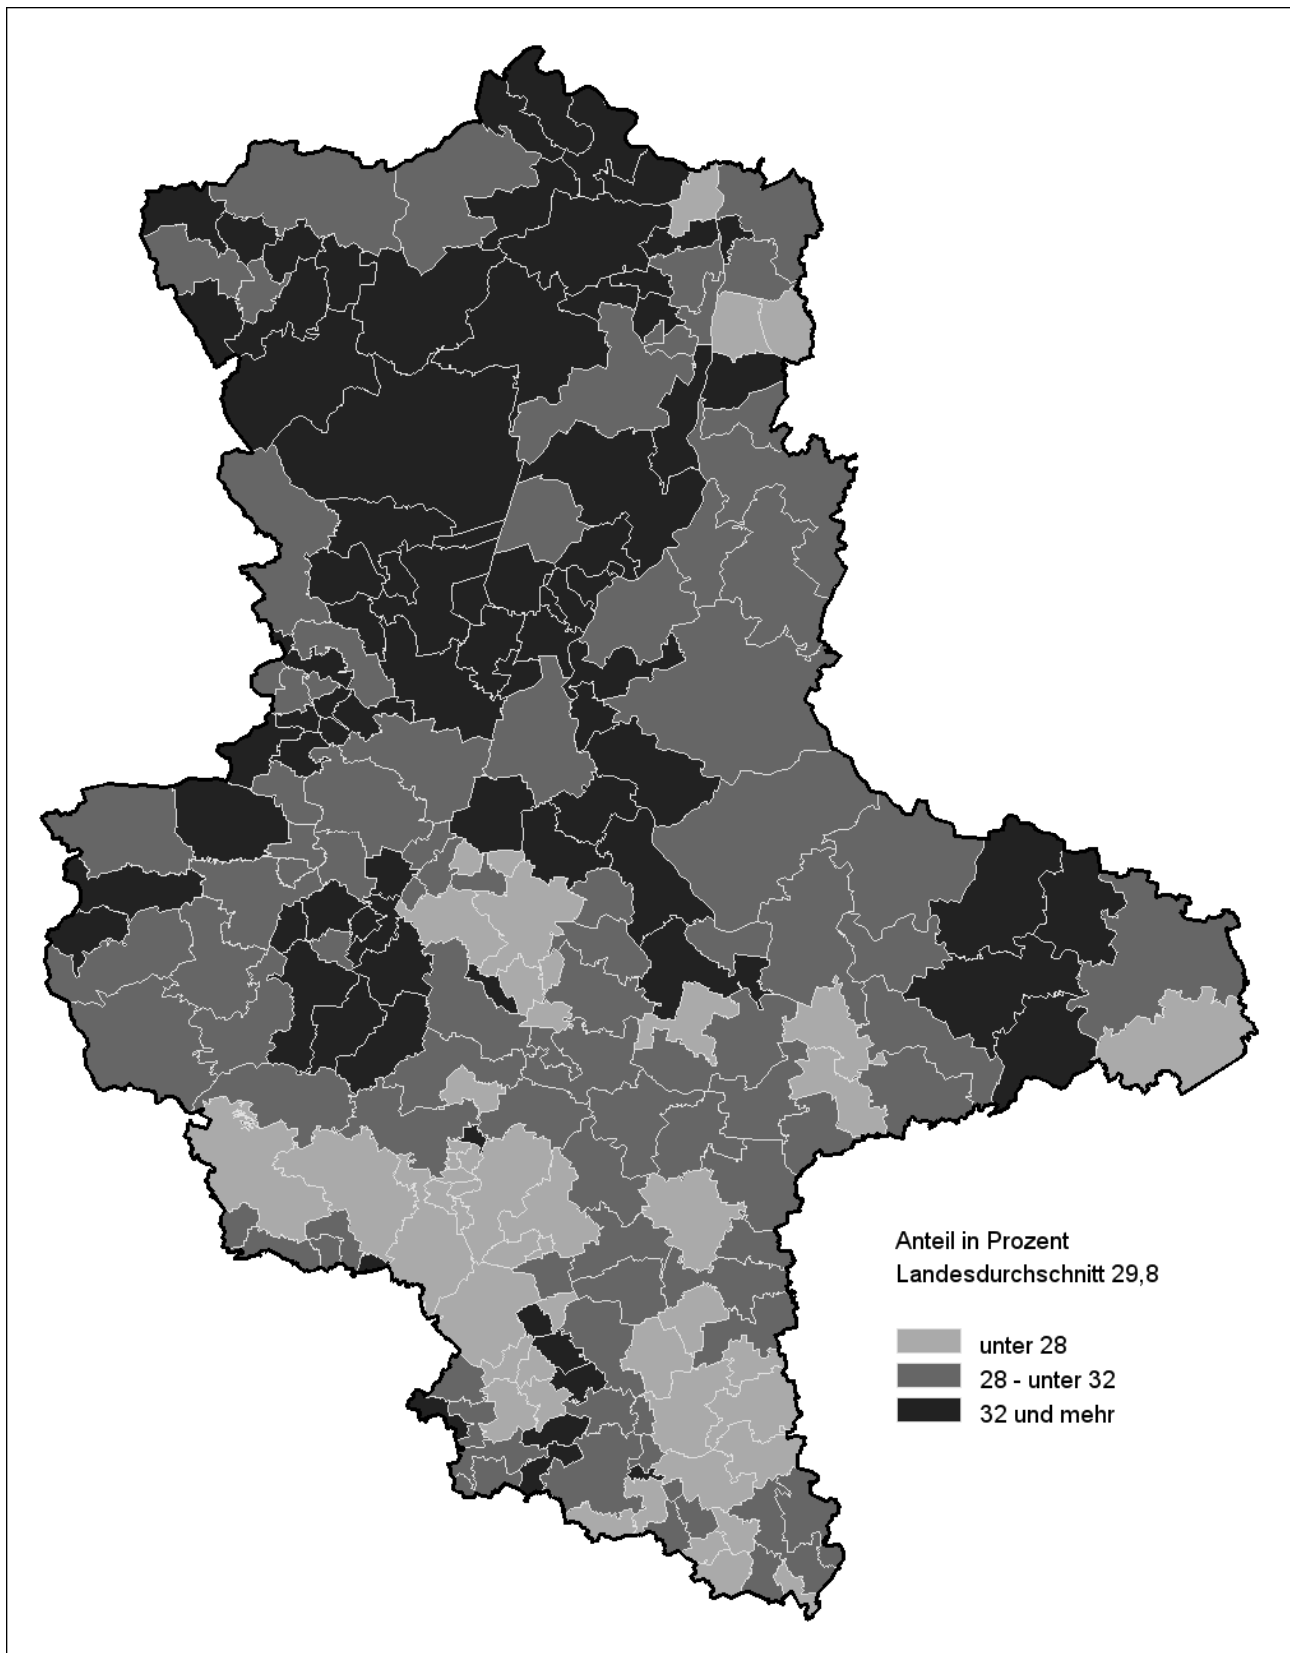 Anteil in Prozent
Landesdurchschnitt 29,8
unter 28
28 - unter 32
32 und mehr